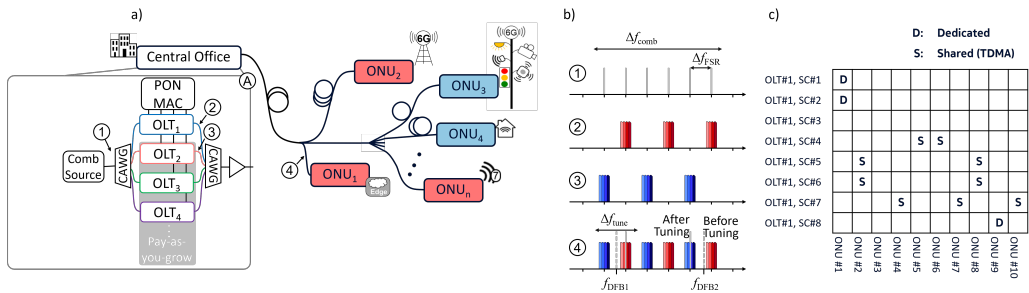 a)
6G
Central Office
A
PON
MAC
1
2
3
OLT1
OLT2
OLT3
OLT4
Comb
Source
CAWG
CAWG
Pay-as-
you-grow
ONU2
ONU3
6G
ONU4
4
ONU1
Edge
ONUn
7
b)
Δfcomb
ΔfFSR
1
2
3
4
Δftune
After
Tuning
Before
Tuning
fDFB1
fDFB2
c)
D: Dedicated
S: Shared (TDMA)
OLT#1, SC#1 D
OLT#1, SC#2 D
OLT#1, SC#3
OLT#1, SC#4 S S
OLT#1, SC#5 S S
OLT#1, SC#6 S S
OLT#1, SC#7 S S S
OLT#1, SC#8 D
ONU #1
ONU #2
ONU #3
ONU #4
ONU #5
ONU #6
ONU #7
ONU #8
ONU #9
ONU #10